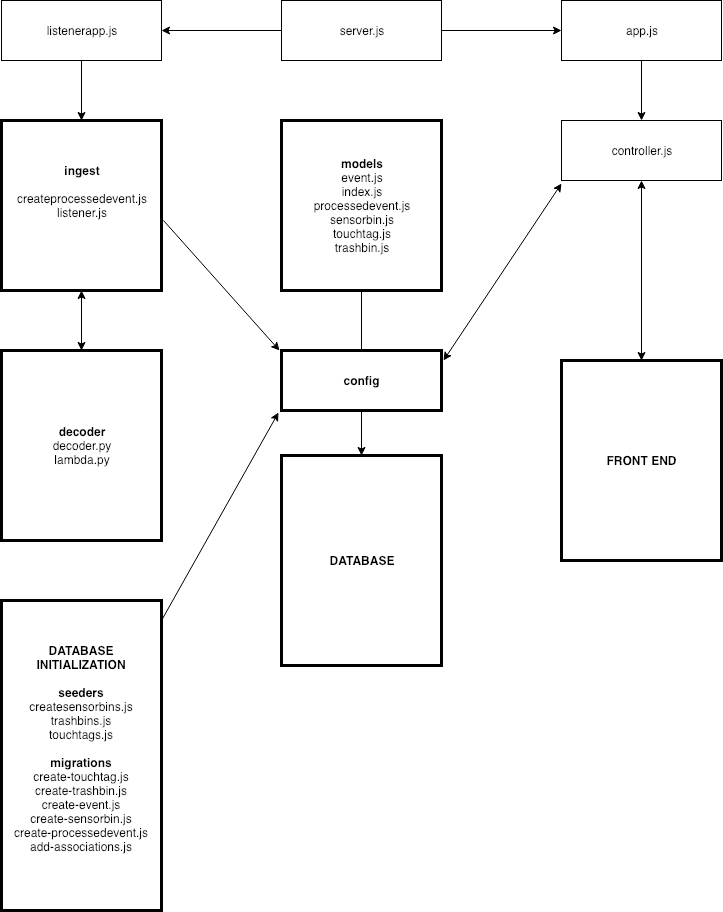 listenerapp.js
server.js
app.js
ingest
createprocessedevent.js
listener.js
models
event.js
index.js
processedevent.js
sensorbin.js
touchtag.js
trashbin.js
controller.js
config
decoder
decoder.py
lambda.py
FRONT END
DATABASE
DATABASE
INITIALIZATION
seeders
createsensorbins.js
trashbins.js
touchtags.js
migrations
create-touchtag.js
create-trashbin.js
create-event.js
create-sensorbin.js
create-processedevent.js
add-associations.js